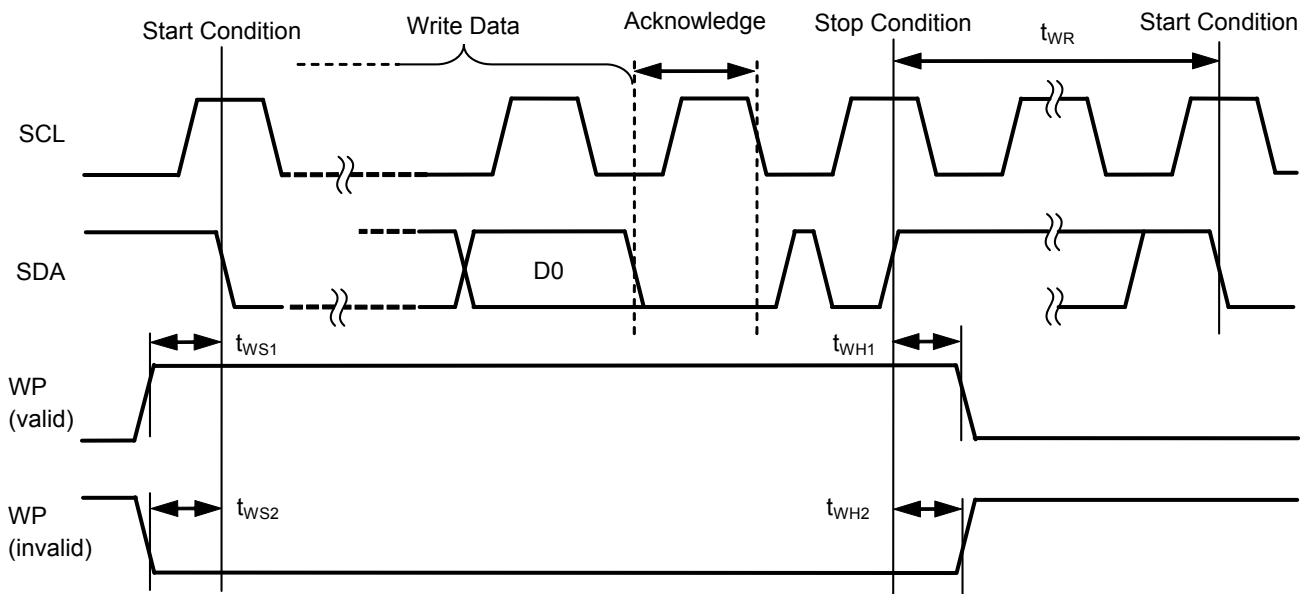 Start Condition
Write Data
Acknowledge
Stop Condition
tWR
Start Condition
SCL
SDA
D0
tWS1
tWH1
WP
(valid)
tWS2
tWH2
WP
(invalid)